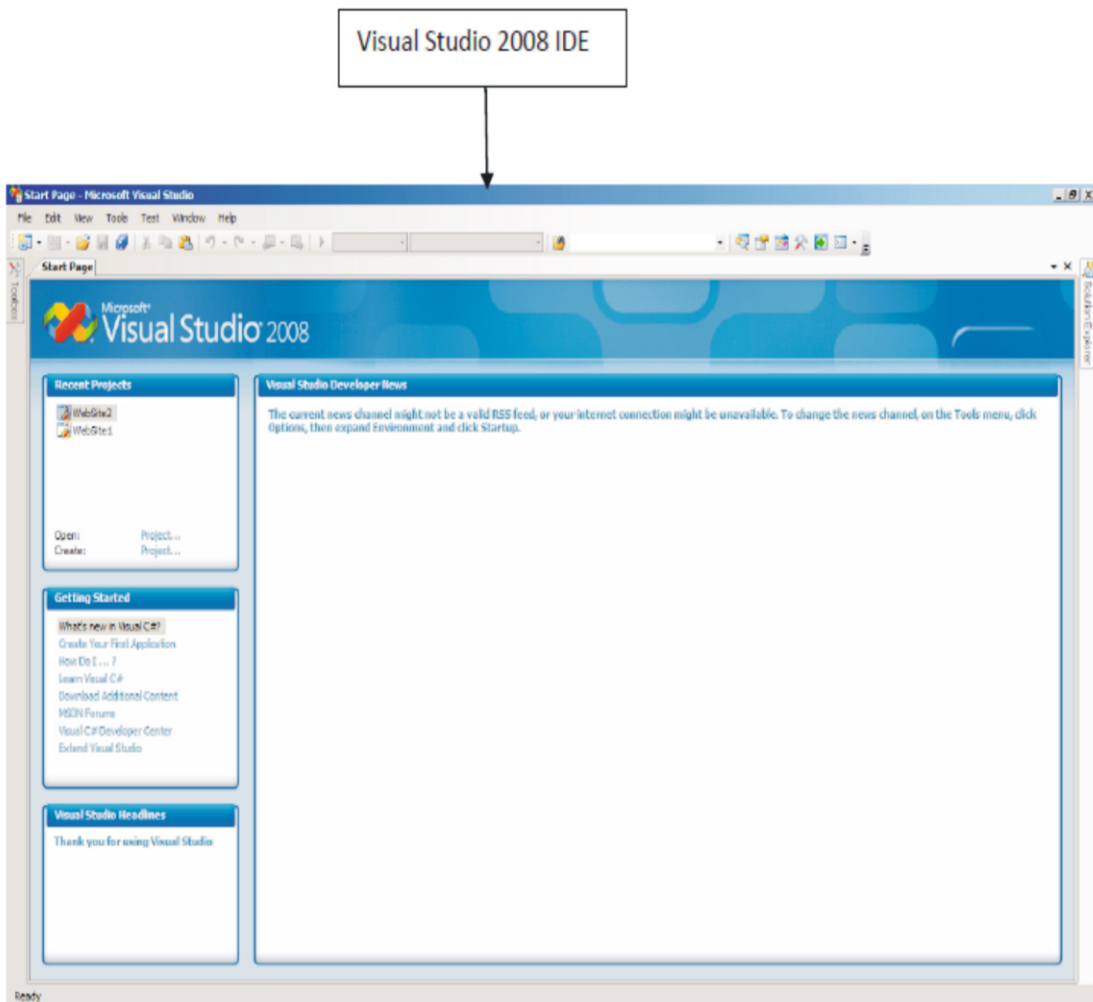 Visual Studio 2008 IDE
Start Page - Microsoft Visual Studio
File Edit View Tools Test Window Help
Start Page
Toolbox
Solution Explorer
Microsoft®
Visual Studio® 2008
Recent Projects
WebSite2
WebSite1
Open: Project...
Create: Project...
Getting Started
What's new in Visual C#?
Create Your First Application
How Do I ... ?
Learn Visual C#
Download Additional Content
MSDN Forums
Visual C# Developer Center
Extend Visual Studio
Visual Studio Headlines
Thank you for using Visual Studio
Visual Studio Developer News
The current news channel might not be a valid RSS feed, or your internet connection might be unavailable. To change the news channel, on the Tools menu, click
Options, then expand Environment and click Startup.
Ready